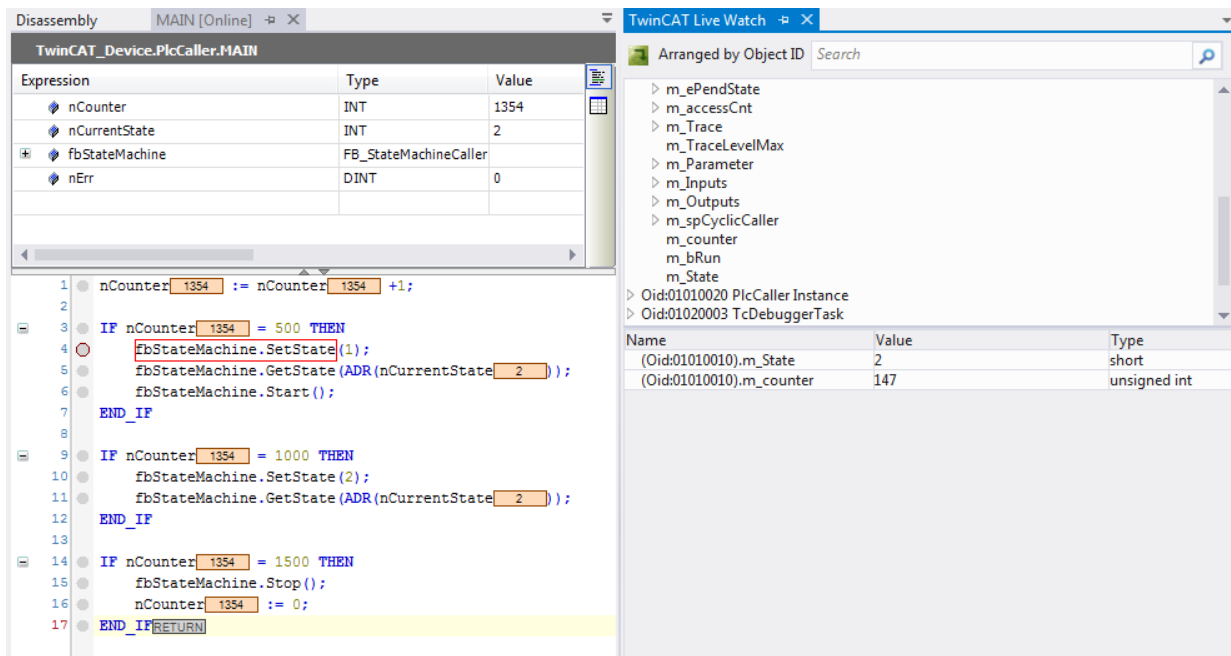 Disassembly MAIN [Online]
TwinCAT_Device.PlcCaller.MAIN
Expression Type Value
nCounter INT 1354
nCurrentState INT 2
fbStateMachine FB_StateMachineCaller
nErr DINT 0
1 nCounter 1354 := nCounter 1354 +1;
2
3 IF nCounter 1354 = 500 THEN
4 fbStateMachine.SetState(1);
5 fbStateMachine.GetState(ADR(nCurrentState 2 ));
6 fbStateMachine.Start();
7 END_IF
8
9 IF nCounter 1354 = 1000 THEN
10 fbStateMachine.SetState(2);
11 fbStateMachine.GetState(ADR(nCurrentState 2 ));
12 END_IF
13
14 IF nCounter 1354 = 1500 THEN
15 fbStateMachine.Stop();
16 nCounter 1354 := 0;
17 END_IF RETURN
TwinCAT Live Watch
Arranged by Object ID Search
m_ePendState
m_accessCnt
m_Trace
m_TraceLevelMax
m_Parameter
m_Inputs
m_Outputs
m_spCyclicCaller
m_counter
m_bRun
m_State
Oid:01010020 PlcCaller Instance
Oid:01020003 TcDebuggerTask
Name Value Type
(Oid:01010010).m_State 2 short
(Oid:01010010).m_counter 147 unsigned int